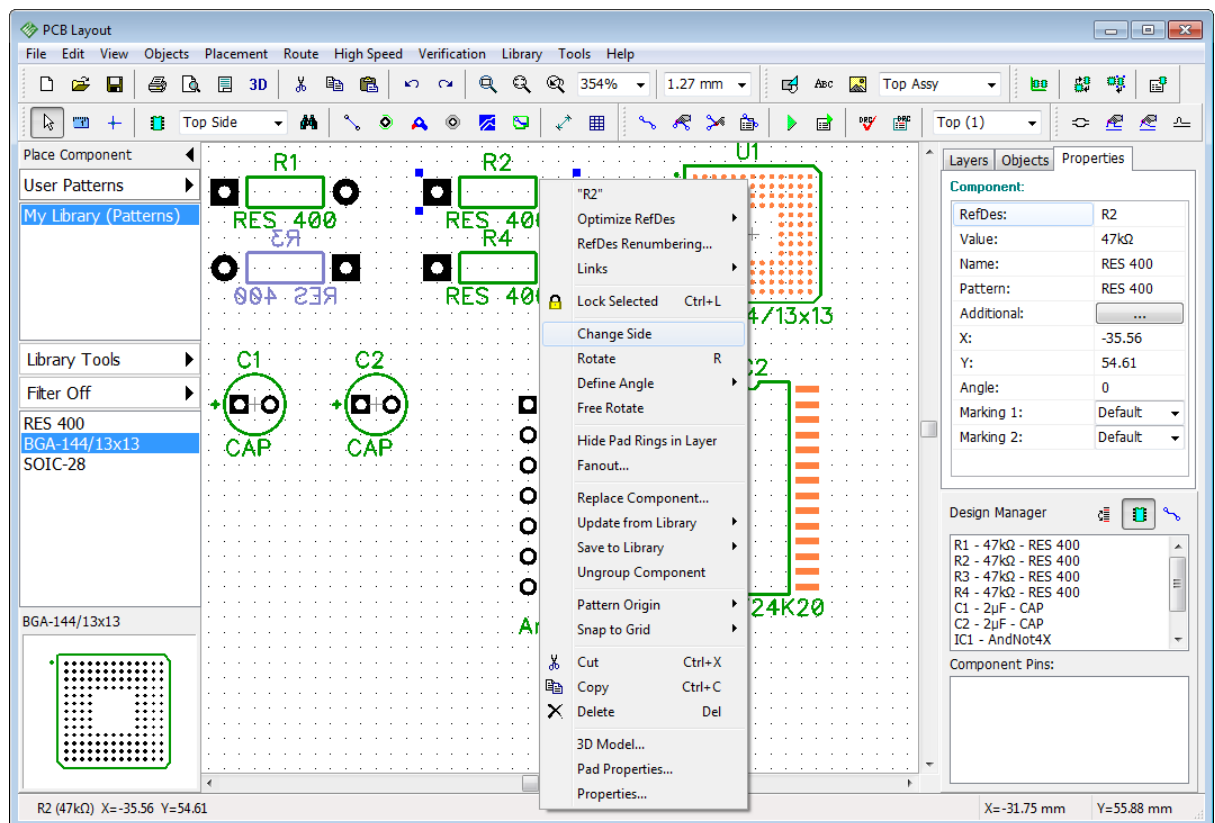 PCB Layout
File Edit View Objects Placement Route High Speed Verification Library Tools Help
3D 354% 1.27 mm ABC Top Assy
Top Side DRC DRC Top (1)
Place Component
User Patterns
My Library (Patterns)
Library Tools
Filter Off
RES 400
BGA-144/13x13
SOIC-28
BGA-144/13x13
R1
RES 400
R2
RES 40
R3
RES 400
R4
RES 40
U1
4/13x13
C1
CAP
C2
CAP
C2
24K20
Ar
"R2"
Optimize RefDes
RefDes Renumbering...
Links
Lock Selected Ctrl+L
Change Side
Rotate R
Define Angle
Free Rotate
Hide Pad Rings in Layer
Fanout...
Replace Component...
Update from Library
Save to Library
Ungroup Component
Pattern Origin
Snap to Grid
Cut Ctrl+X
Copy Ctrl+C
Delete Del
3D Model...
Pad Properties...
Properties...
Layers Objects Properties
Component:
RefDes: R2
Value: 47kΩ
Name: RES 400
Pattern: RES 400
Additional: ...
X: -35.56
Y: 54.61
Angle: 0
Marking 1: Default
Marking 2: Default
Design Manager
R1 - 47kΩ - RES 400
R2 - 47kΩ - RES 400
R3 - 47kΩ - RES 400
R4 - 47kΩ - RES 400
C1 - 2µF - CAP
C2 - 2µF - CAP
IC1 - AndNot4X
Component Pins:
R2 (47kΩ) X=-35.56 Y=54.61
X=-31.75 mm Y=55.88 mm